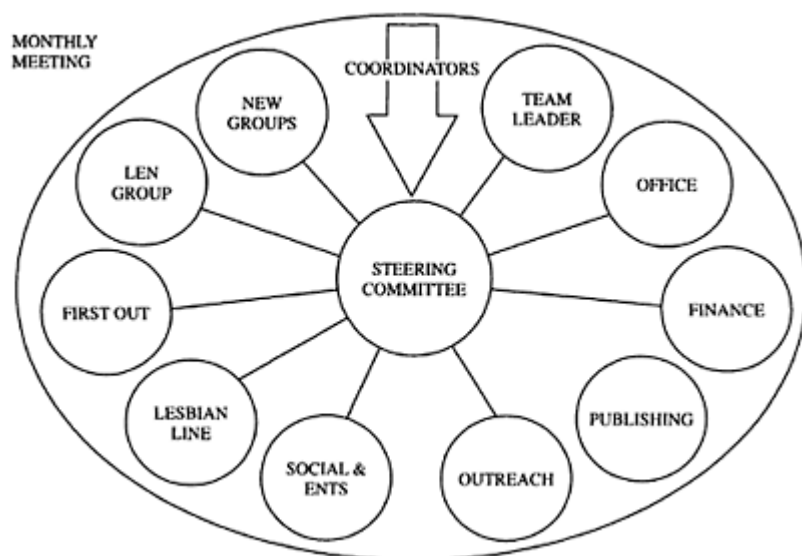 MONTHLY
MEETING
COORDINATORS
NEW
GROUPS
TEAM
LEADER
LEN
GROUP
OFFICE
STEERING
COMMITTEE
FIRST OUT
FINANCE
LESBIAN
LINE
PUBLISHING
SOCIAL &
ENTS
OUTREACH